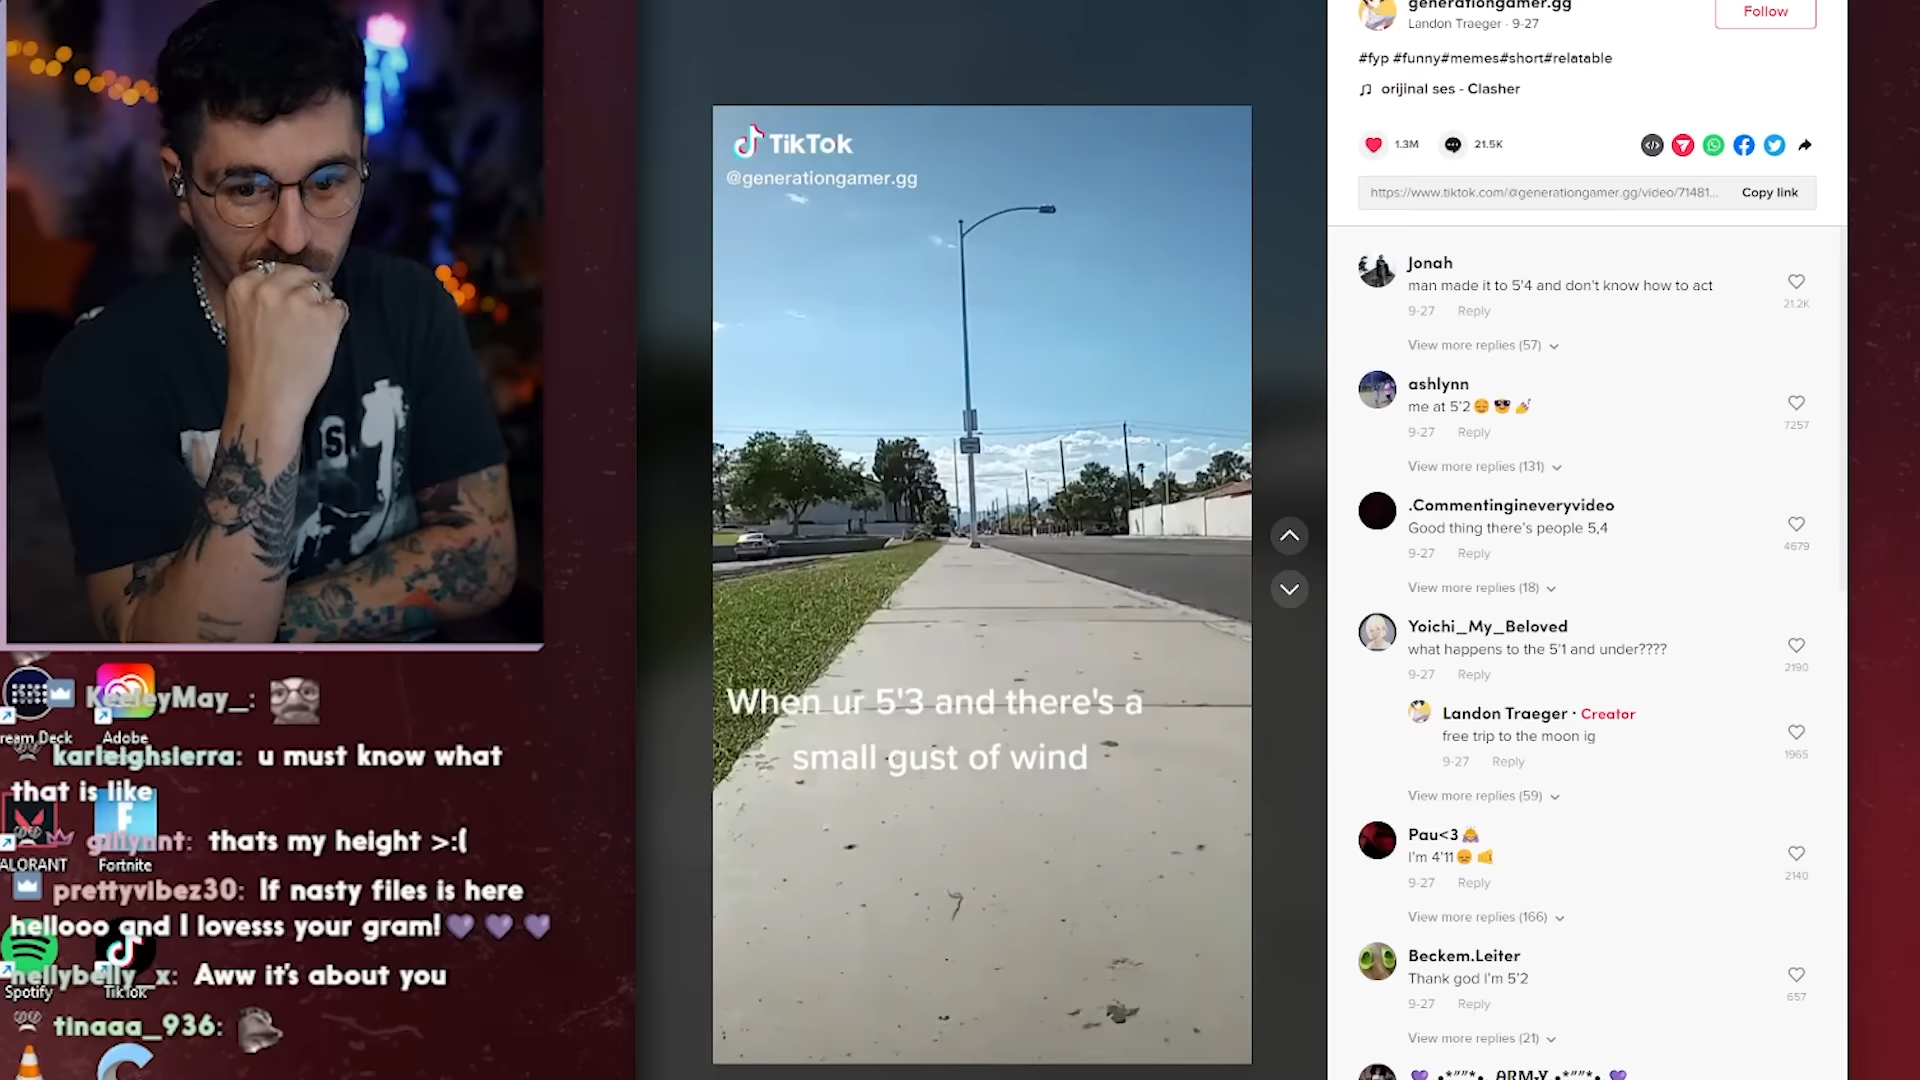 TikTok
@generationgamer.gg
When ur 5'3 and there's a
small gust of wind
generationgamer.gg
Landon Traeger · 9-27
Follow
#fyp #funny#memes#short#relatable
orijinal ses - Clasher
1.3M
21.5K
https://www.tiktok.com/@generationgamer.gg/video/71481...
Copy link
Jonah
man made it to 5'4 and don't know how to act
21.2K
9-27 Reply
View more replies (57)
ashlynn
me at 5'2😌 😎 💅
7257
9-27 Reply
View more replies (131)
.Commentingineveryvideo
Good thing there's people 5,4
4679
9-27 Reply
View more replies (18)
Yoichi_My_Beloved
what happens to the 5'1 and under????
2190
9-27 Reply
Landon Traeger · Creator
free trip to the moon ig
1965
9-27 Reply
View more replies (59)
Pau<3
I'm 4'11
2140
9-27 Reply
View more replies (166)
Beckem.Leiter
Thank god I'm 5'2
657
9-27 Reply
View more replies (21)
ARMY
KeeleyMay_:
ream Deck
Adobe
karleighsierra: u must know what
that is like
thats my height >:(
ALORANT
Fortnite
prettyvibez30: If nasty files is here
hellooo and I lovesss your gram!💜 💜 💜
hellybelly_x: Aww it's about you
Spotify
TikTok
tinaaa_936: